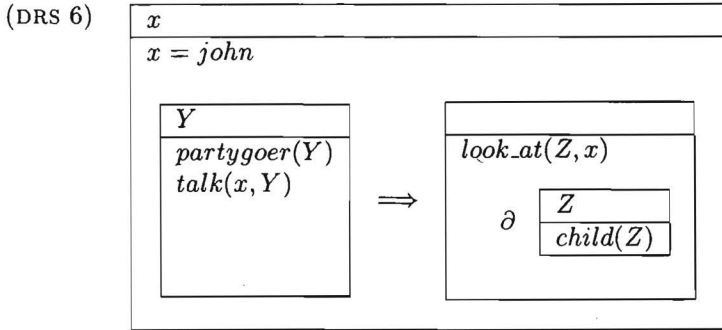 (DRS 6)
x
x = john
Y
partygoer(Y)
talk(x, Y)
⟹
look_at(Z, x)
∂
Z
child(Z)